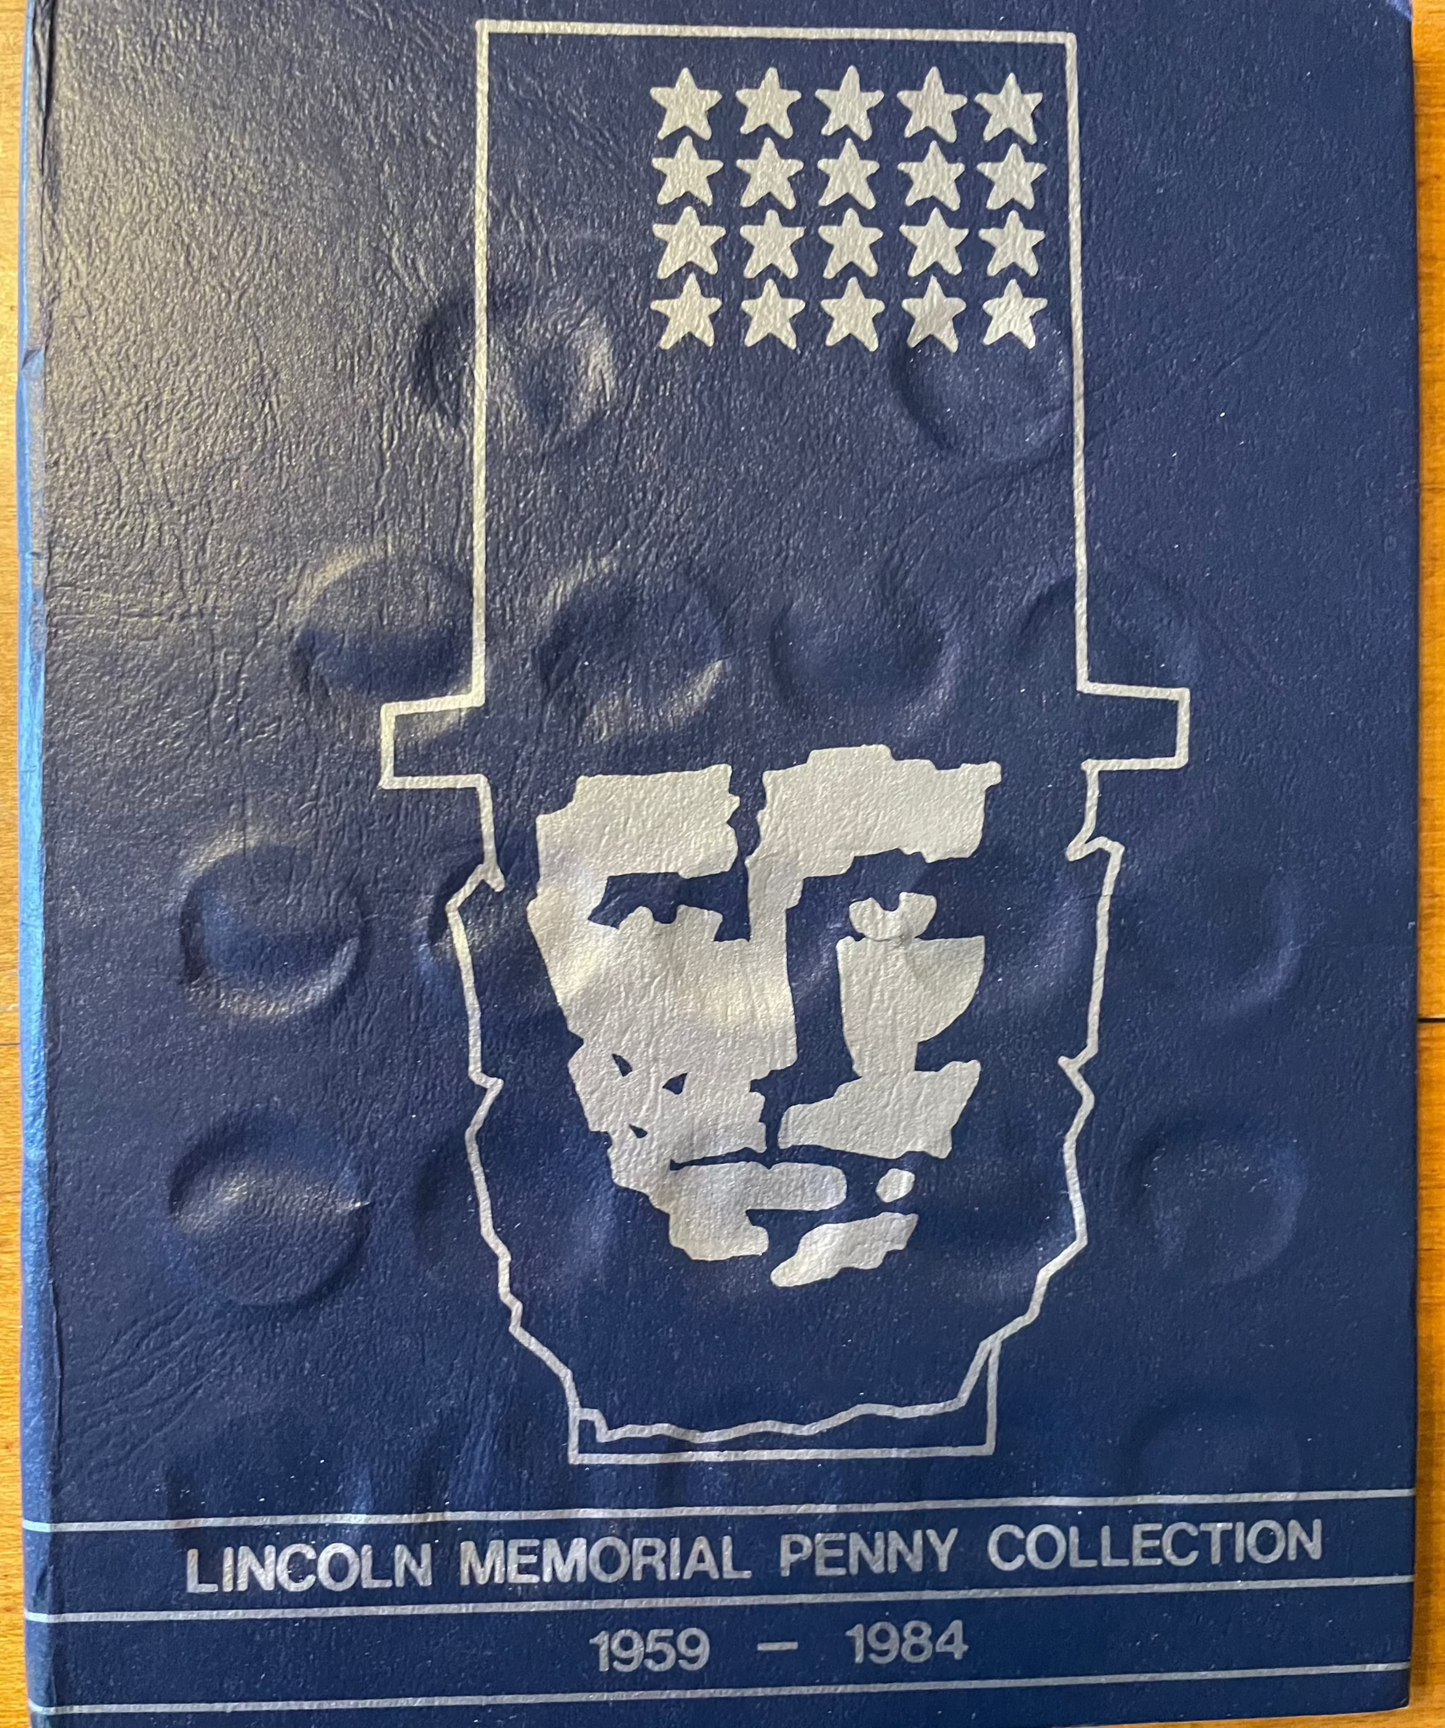 LINCOLN MEMORIAL PENNY COLLECTION
1959 — 1984